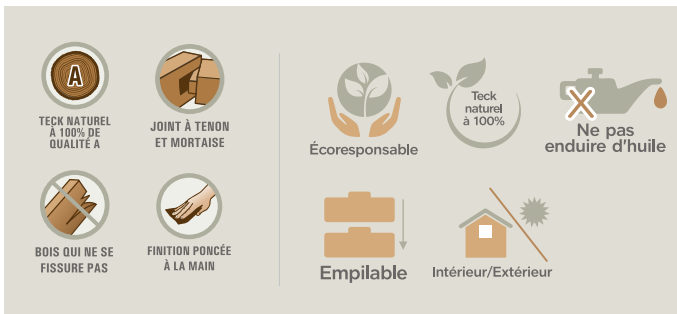 A
TECK NATUREL
À 100% DE
QUALITÉ A
JOINT À TENON
ET MORTAISE
BOIS QUI NE SE
FISSURE PAS
FINITION PONCÉE
À LA MAIN
Écoresponsable
Teck
naturel
à 100%
Ne pas
enduire d'huile
Empilable
Intérieur/Extérieur